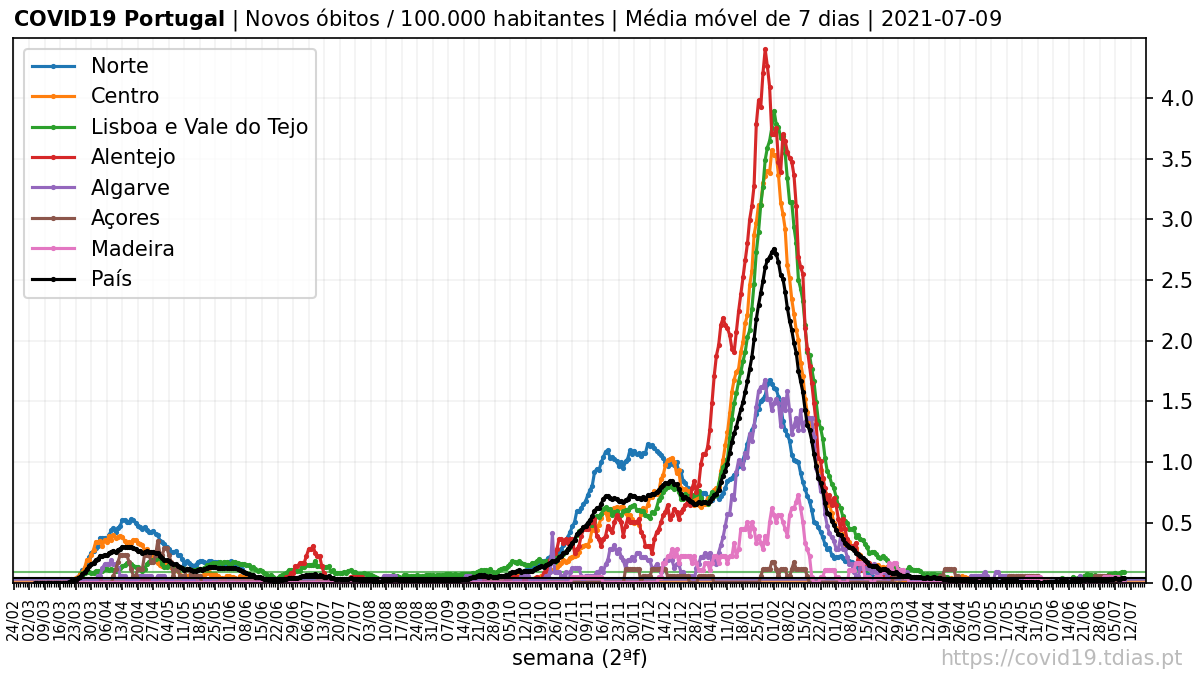 COVID19 Portugal | Novos óbitos / 100.000 habitantes | Média móvel de 7 dias | 2021-07-09
Norte
Centro
Lisboa e Vale do Tejo
Alentejo
Algarve
Açores
Madeira
País
4.0
3.5
3.0
2.5
2.0
1.5
1.0
0.5
0.0
24/02 02/03 09/03 16/03 23/03 30/03 06/04 13/04 20/04 27/04 04/05 11/05 18/05 25/05 01/06 08/06 15/06 22/06 29/06 06/07 13/07 20/07 27/07 03/08 10/08 17/08 24/08 31/08 07/09 14/09 21/09 28/09 05/10 12/10 19/10 26/10 02/11 09/11 16/11 23/11 30/11 07/12 14/12 21/12 28/12 04/01 11/01 18/01 25/01 01/02 08/02 15/02 22/02 01/03 08/03 15/03 22/03 29/03 05/04 12/04 19/04 26/04 03/05 10/05 17/05 24/05 31/05 07/06 14/06 21/06 28/06 05/07 12/07
semana (2ªf)
https://covid19.tdias.pt